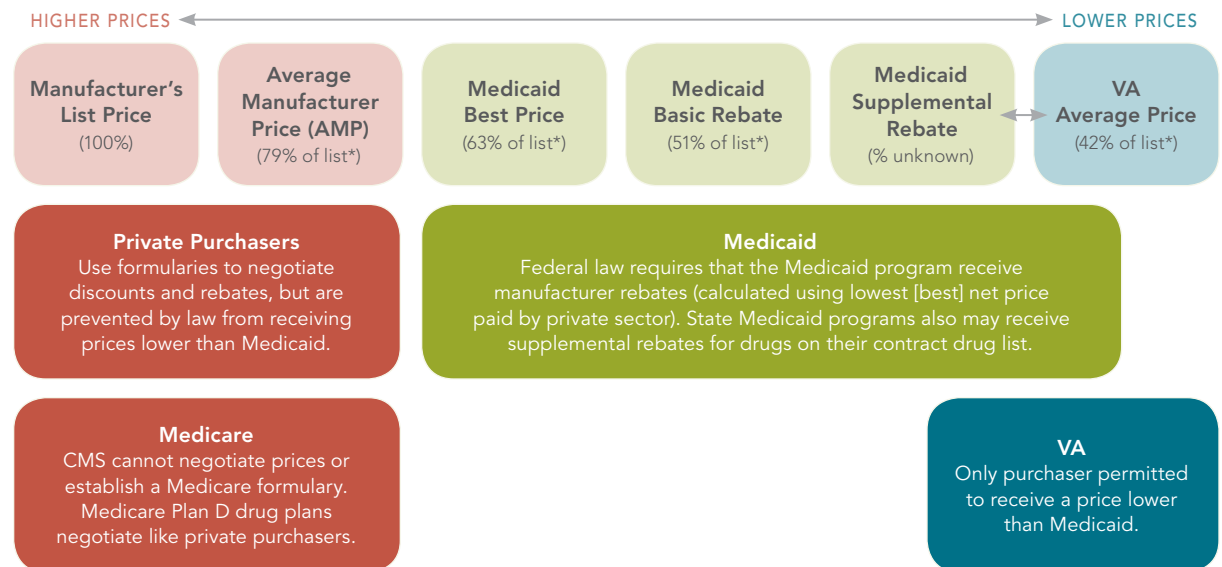 HIGHER PRICES
LOWER PRICES
Manufacturer's
List Price
(100%)
Average
Manufacturer
Price (AMP)
(79% of list*)
Medicaid
Best Price
(63% of list*)
Medicaid
Basic Rebate
(51% of list*)
Medicaid
Supplemental
Rebate
(% unknown)
VA
Average Price
(42% of list*)
Private Purchasers
Use formularies to negotiate
discounts and rebates, but are
prevented by law from receiving
prices lower than Medicaid.
Medicaid
Federal law requires that the Medicaid program receive
manufacturer rebates (calculated using lowest [best] net price
paid by private sector). State Medicaid programs also may receive
supplemental rebates for drugs on their contract drug list.
Medicare
CMS cannot negotiate prices or
establish a Medicare formulary.
Medicare Plan D drug plans
negotiate like private purchasers.
VA
Only purchaser permitted
to receive a price lower
than Medicaid.